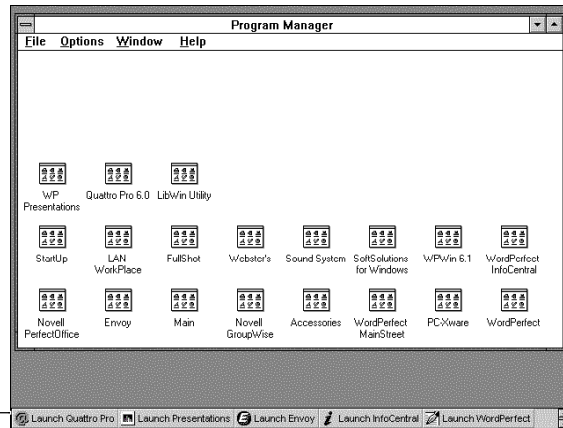 Program Manager
File Options Window Help
WP Presentations
Quattro Pro 6.0
LibWin Utility
StartUp
LAN WorkPlace
FullShot
Webster's
Sound System
SoftSolutions for Windows
WPWin 6.1
WordPerfect InfoCentral
Novell PerfectOffice
Envoy
Main
Novell GroupWise
Accessories
WordPerfect MainStreet
PC-Xware
WordPerfect
Launch Quattro Pro
Launch Presentations
Launch Envoy
Launch InfoCentral
Launch WordPerfect